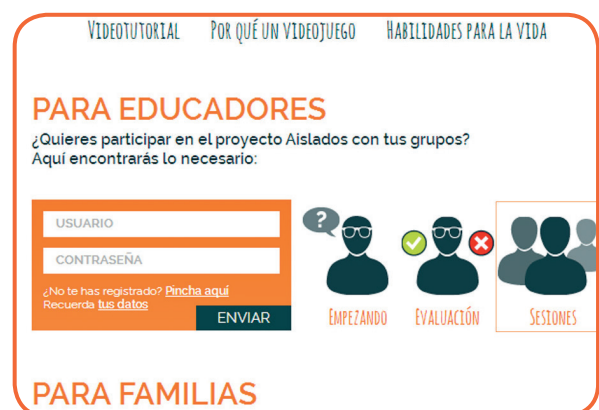 Videotutorial Por qué un videojuego Habilidades para la vida
PARA EDUCADORES
¿Quieres participar en el proyecto Aislados con tus grupos?
Aquí encontrarás lo necesario:
USUARIO
CONTRASEÑA
¿No te has registrado? Pincha aquí
Recuerda tus datos
ENVIAR
?
Empezando Evaluación Sesiones
PARA FAMILIAS